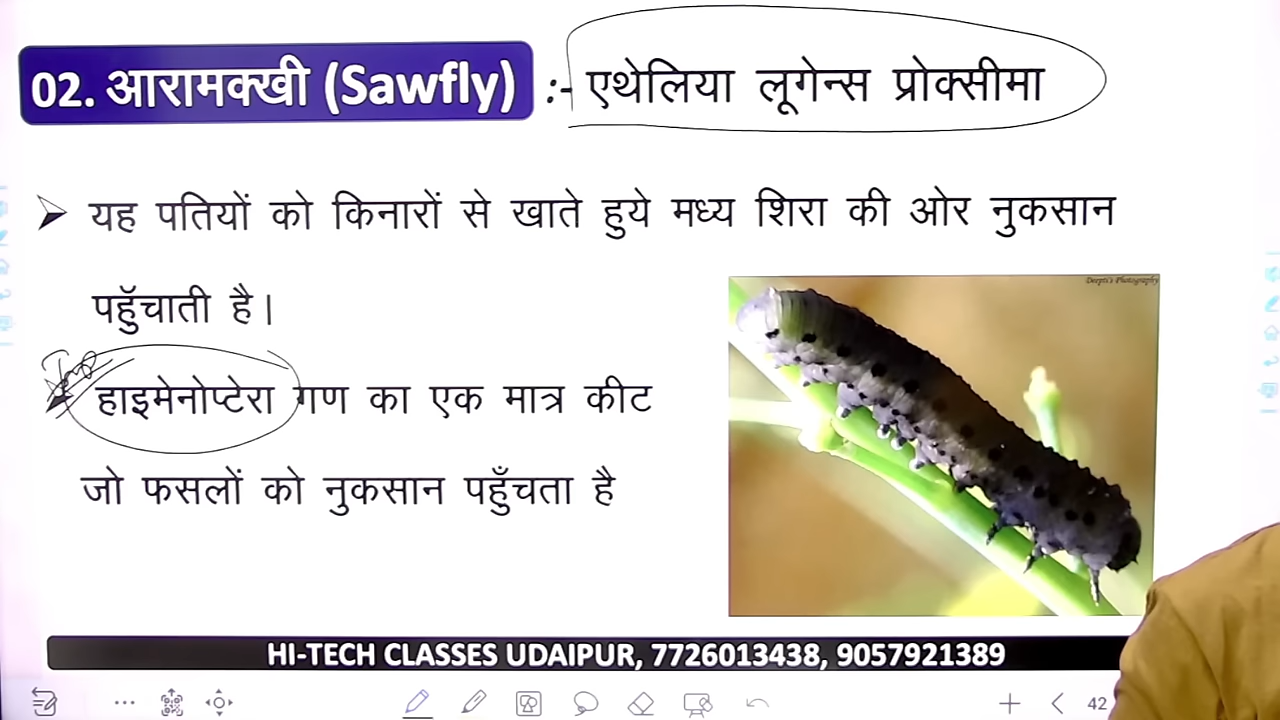 02. आरामक्खी (Sawfly) :- एथेलिया लूगेन्स प्रोक्सीमा
यह पतियों को किनारों से खाते हुये मध्य शिरा की ओर नुकसान
पहुँचाती है।
Deepti's Photography
Imp
हाइमेनोप्टेरा गण का एक मात्र कीट
जो फसलों को नुकसान पहुँचता है
HI-TECH CLASSES UDAIPUR, 7726013438, 9057921389
42